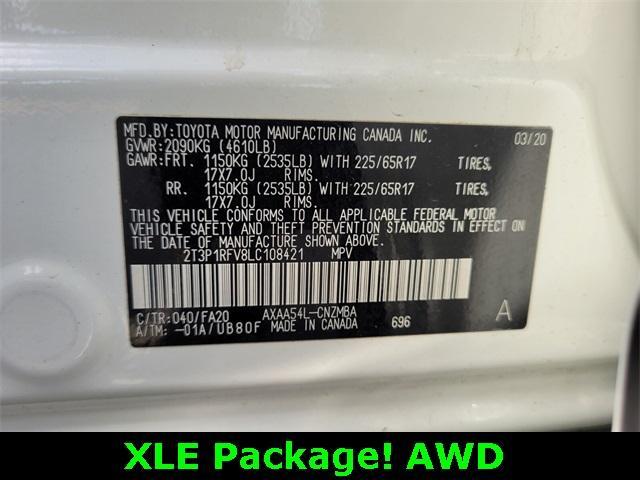 MFD.BY:TOYOTA MOTOR MANUFACTURING CANADA INC. 03/20
GVWR:2090KG (4610LB)
GAWR:FRT. 1150KG (2535LB) WITH 225/65R17 TIRES,
17X7.0J RIMS.
RR. 1150KG (2535LB) WITH 225/65R17 TIRES,
17X7.0J RIMS.
THIS VEHICLE CONFORMS TO ALL APPLICABLE FEDERAL MOTOR
VEHICLE SAFETY AND THEFT PREVENTION STANDARDS IN EFFECT ON
THE DATE OF MANUFACTURE SHOWN ABOVE.
2T3P1RFV8LC108421 MPV
C/TR:040/FA20 AXAA54L-CNZMBA A
A/TM:-01A/UB80F MADE IN CANADA 696
XLE Package! AWD